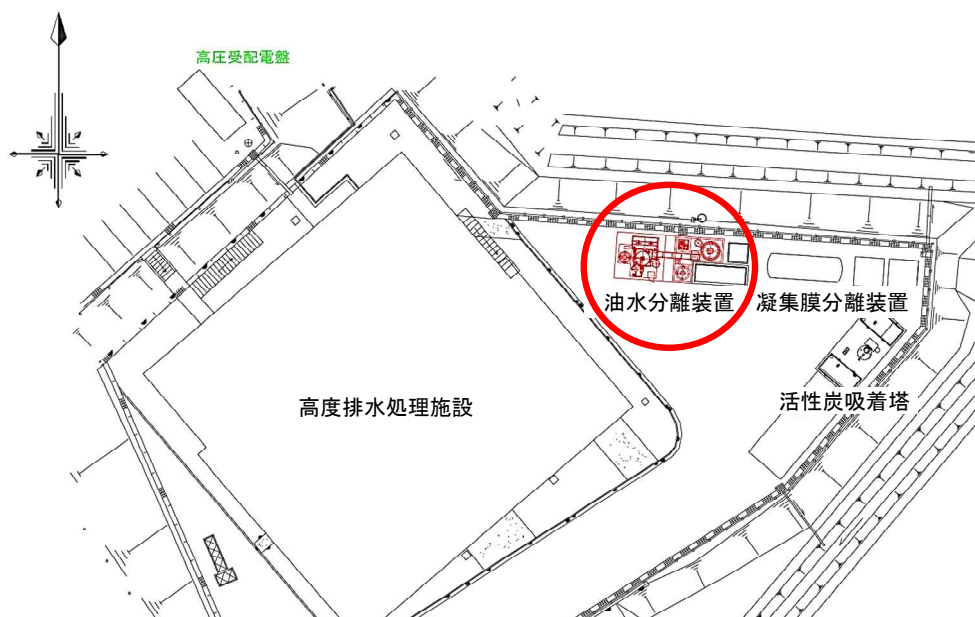 高圧受配電盤
油水分離装置
凝集膜分離装置
活性炭吸着塔
高度排水処理施設